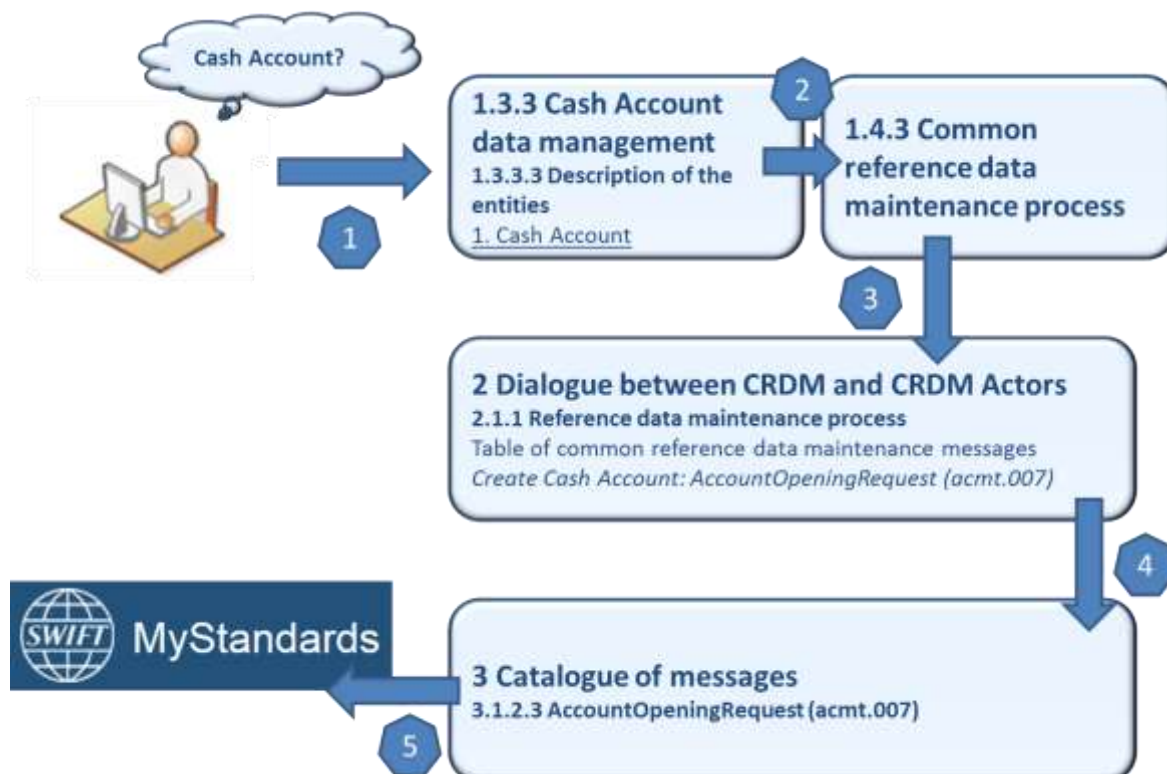 Cash Account?
1
1.3.3 Cash Account
data management
1.3.3.3 Description of the
entities
1. Cash Account
2
1.4.3 Common
reference data
maintenance process
3
2 Dialogue between CRDM and CRDM Actors
2.1.1 Reference data maintenance process
Table of common reference data maintenance messages
Create Cash Account: AccountOpeningRequest (acmt.007)
4
3 Catalogue of messages
3.1.2.3 AccountOpeningRequest (acmt.007)
5
SWIFT MyStandards